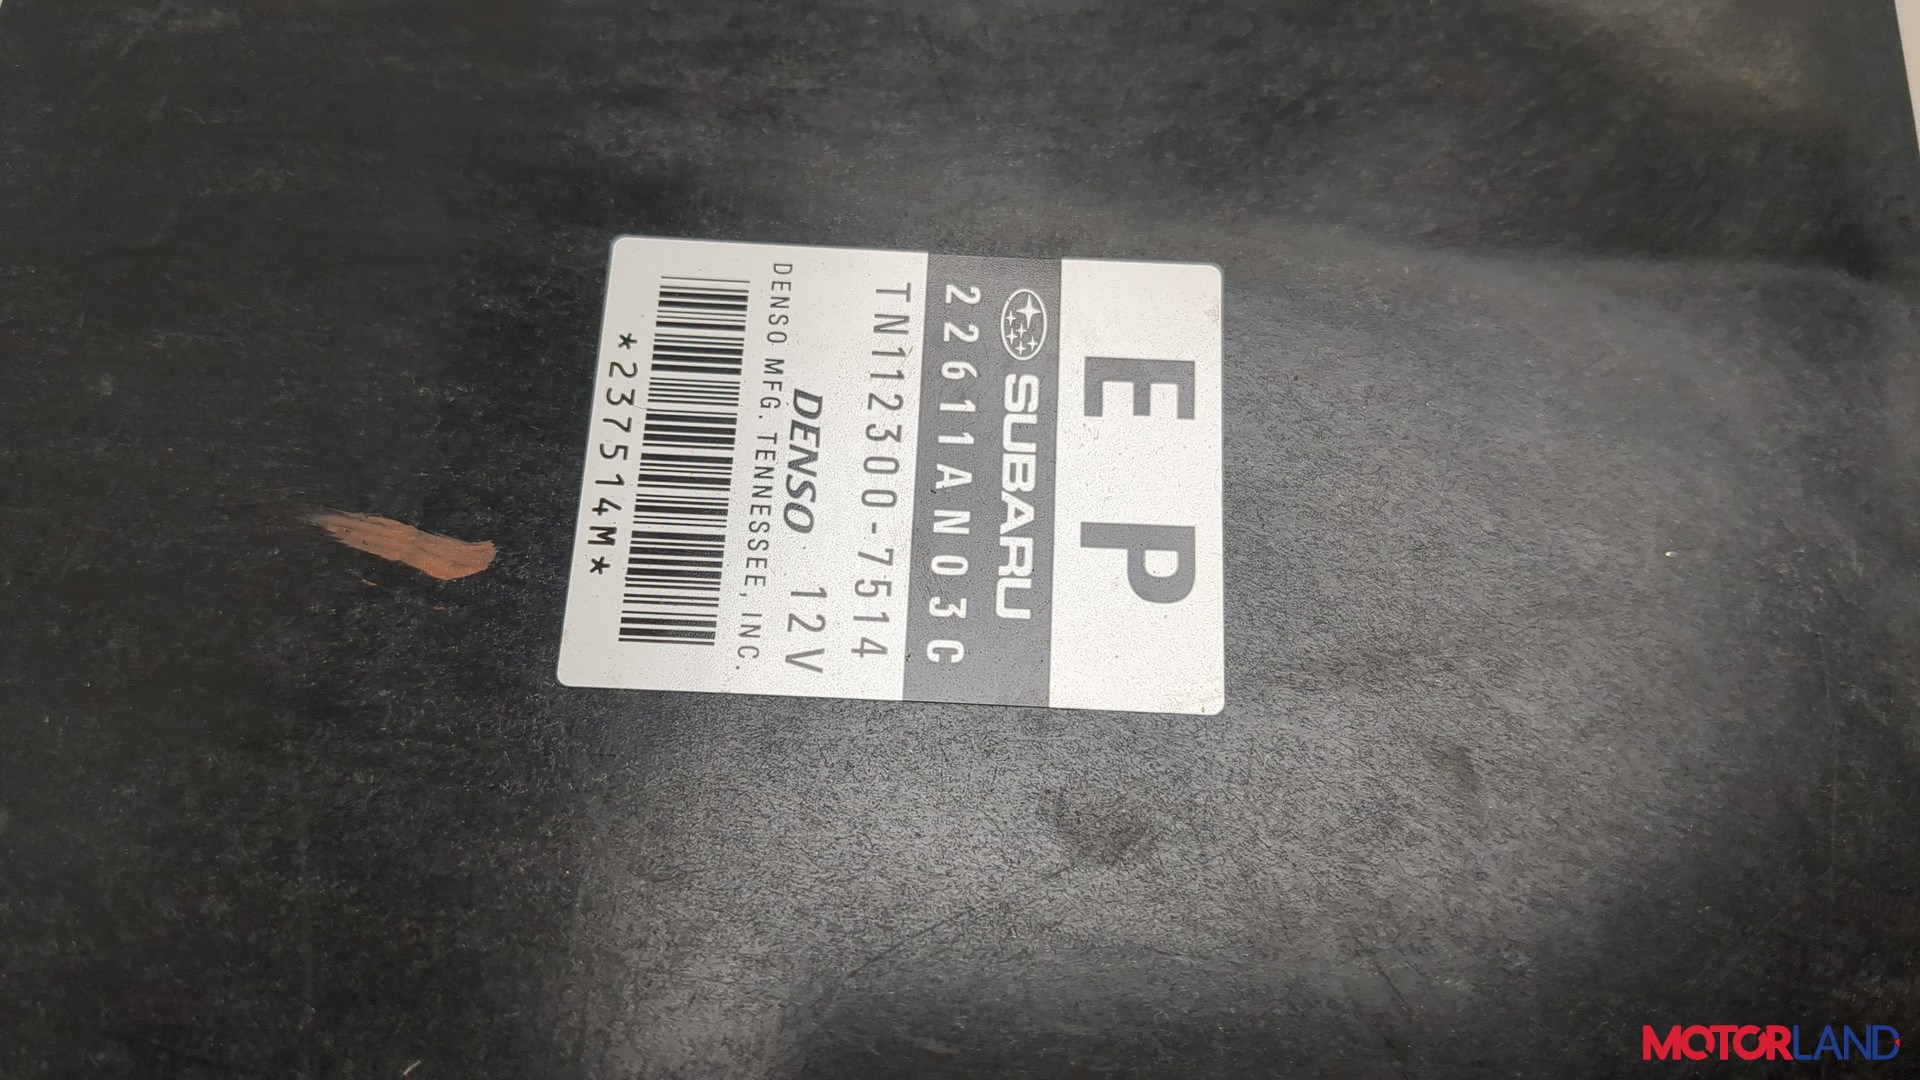 E P
SUBARU
22611AN03C
TN112300-7514
DENSO 12V
DENSO MFG. TENNESSEE, INC.
*237514M*
MOTORLAND